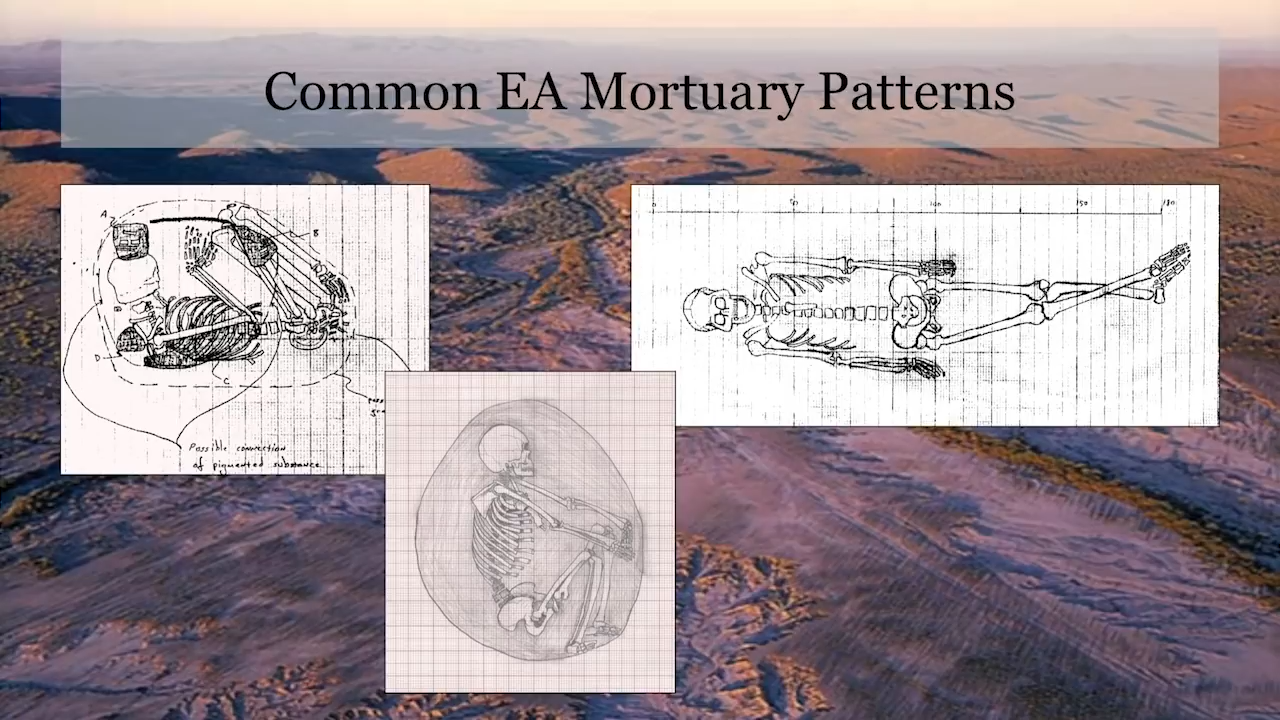 Common EA Mortuary Patterns
A
B
D
C
Possible connection
of pigmented substance
50
100
150
180